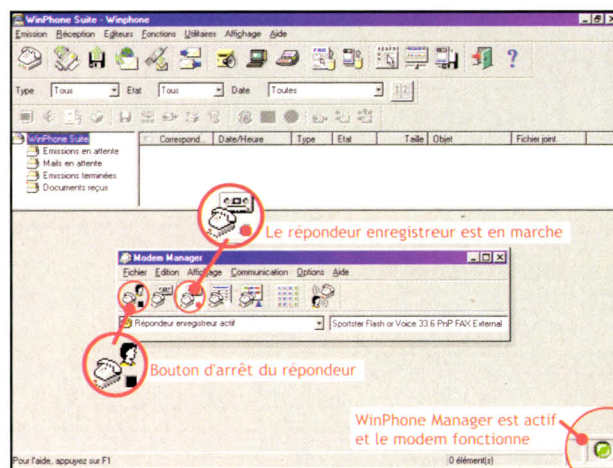 WinPhone Suite - Winphone
Emission Réception Editeurs Fonctions Utilitaires Affichage Aide
FAX
Type Tous Etat Tous Date Toutes 1 2
WinPhone Suite
Emissions en attente
Mails en attente
Emissions terminées
Documents reçus
Correspond... Date/Heure Type Etat Taille Objet Fichier joint
Le répondeur enregistreur est en marche
Modem Manager
Fichier Edition Affichage Communication Options Aide
Répondeur enregistreur actif Sportster Flash or Voice 33.6 PnP FAX External
Bouton d'arrêt du répondeur
WinPhone Manager est actif
et le modem fonctionne
Pour l'aide, appuyez sur F1 0 élément(s)